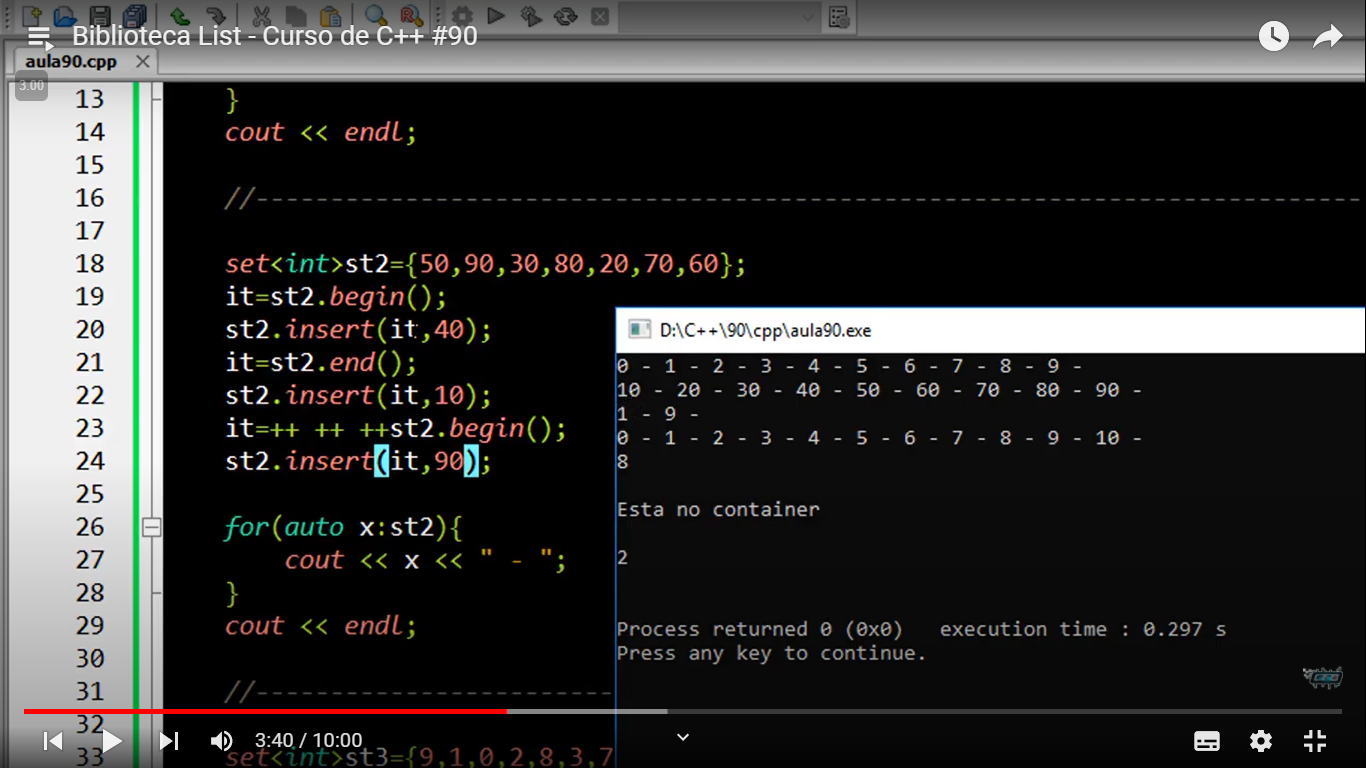 Biblioteca List - Curso de C++ #90
aula90.cpp
3.00
13 }
14 cout << endl;
15
16 //--------------------------------------------------------------------------
17
18 set<int>st2={50,90,30,80,20,70,60};
19 it=st2.begin();
20 st2.insert(it,40);
21 it=st2.end();
22 st2.insert(it,10);
23 it=++ ++ ++st2.begin();
24 st2.insert(it,90);
25
26 for(auto x:st2){
27 cout << x << " - ";
28 }
29 cout << endl;
30
31 //------------------------
32
33 set<int>st3={9,1,0,2,8,3,7
D:\C++\90\cpp\aula90.exe
0 - 1 - 2 - 3 - 4 - 5 - 6 - 7 - 8 - 9 -
10 - 20 - 30 - 40 - 50 - 60 - 70 - 80 - 90 -
1 - 9 -
0 - 1 - 2 - 3 - 4 - 5 - 6 - 7 - 8 - 9 - 10 -
8
Esta no container
2
Process returned 0 (0x0)   execution time : 0.297 s
Press any key to continue.
3:40 / 10:00